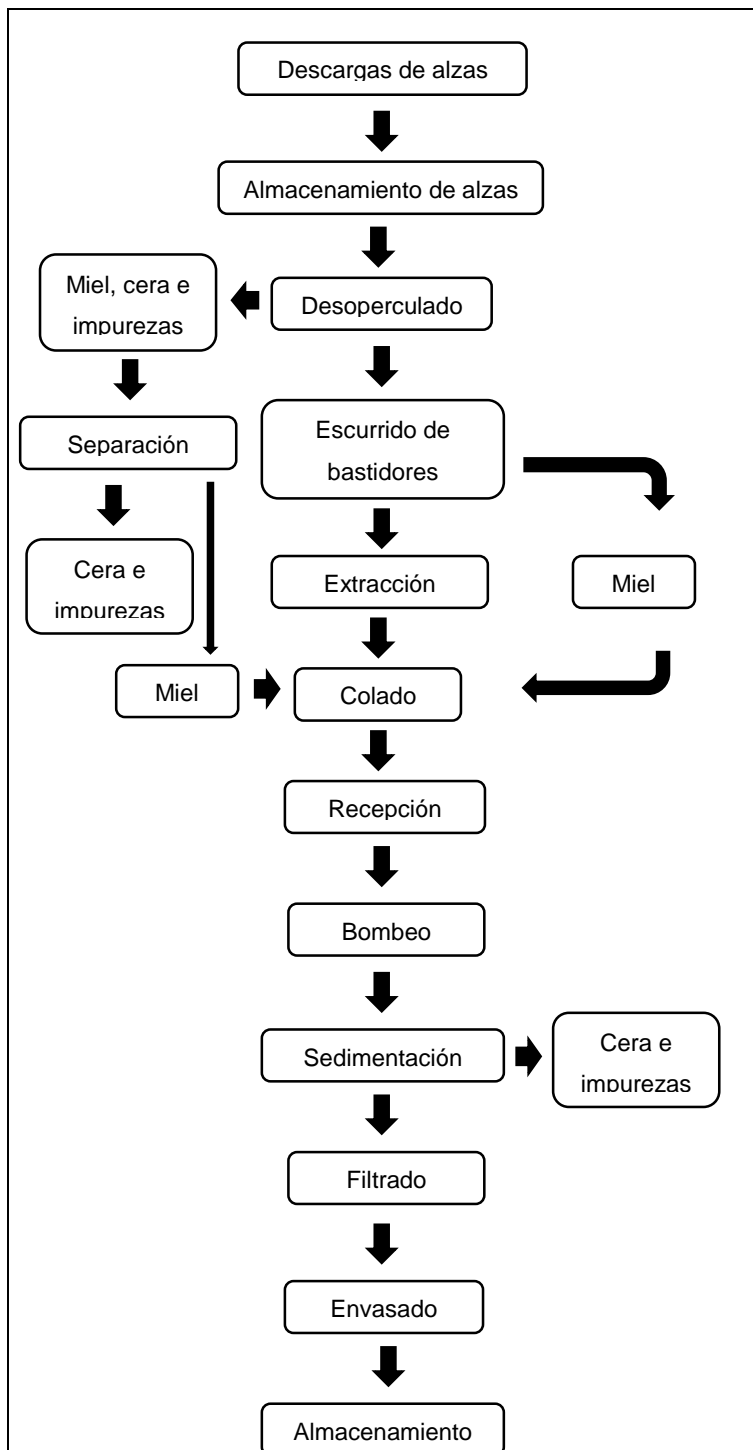 Descargas de alzas
Almacenamiento de alzas
Miel, cera e
impurezas
Desoperculado
Separación
Escurrido de
bastidores
Cera e
impurezas
Extracción
Miel
Miel
Colado
Recepción
Bombeo
Sedimentación
Cera e
impurezas
Filtrado
Envasado
Almacenamiento